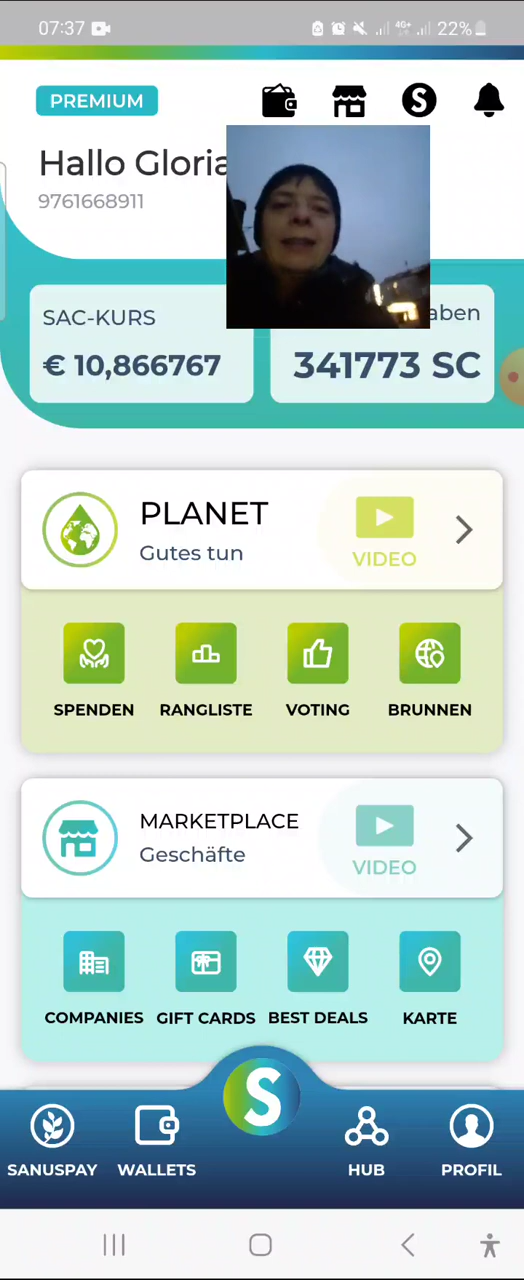 07:37
4G+
22%
PREMIUM
S
Hallo Gloria
9761668911
SAC-KURS
€ 10,866767
aben
341773 SC
PLANET
Gutes tun
VIDEO
SPENDEN
RANGLISTE
VOTING
BRUNNEN
MARKETPLACE
Geschäfte
VIDEO
COMPANIES
GIFT CARDS
BEST DEALS
KARTE
S
SANUSPAY
WALLETS
HUB
PROFIL